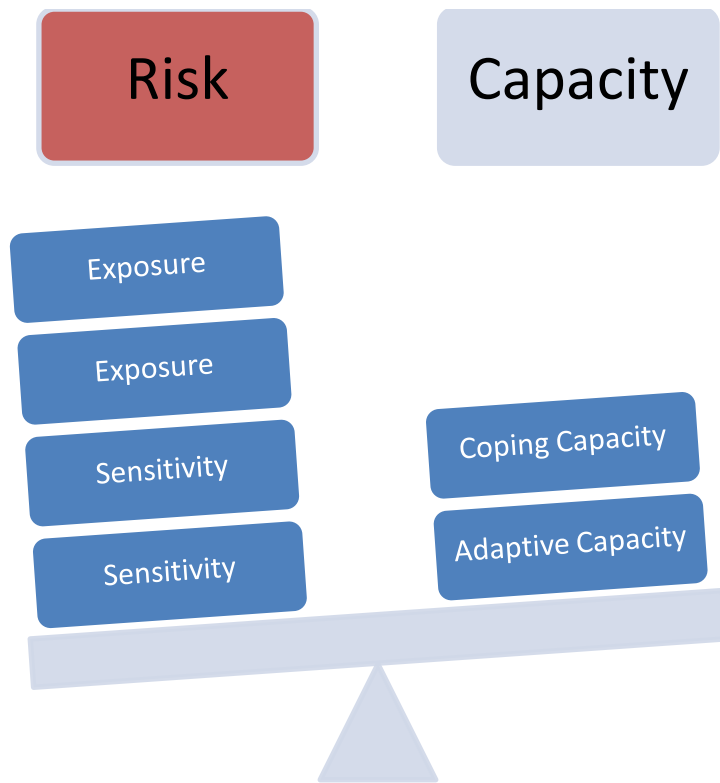 Risk
Capacity
Exposure
Exposure
Sensitivity
Sensitivity
Coping Capacity
Adaptive Capacity